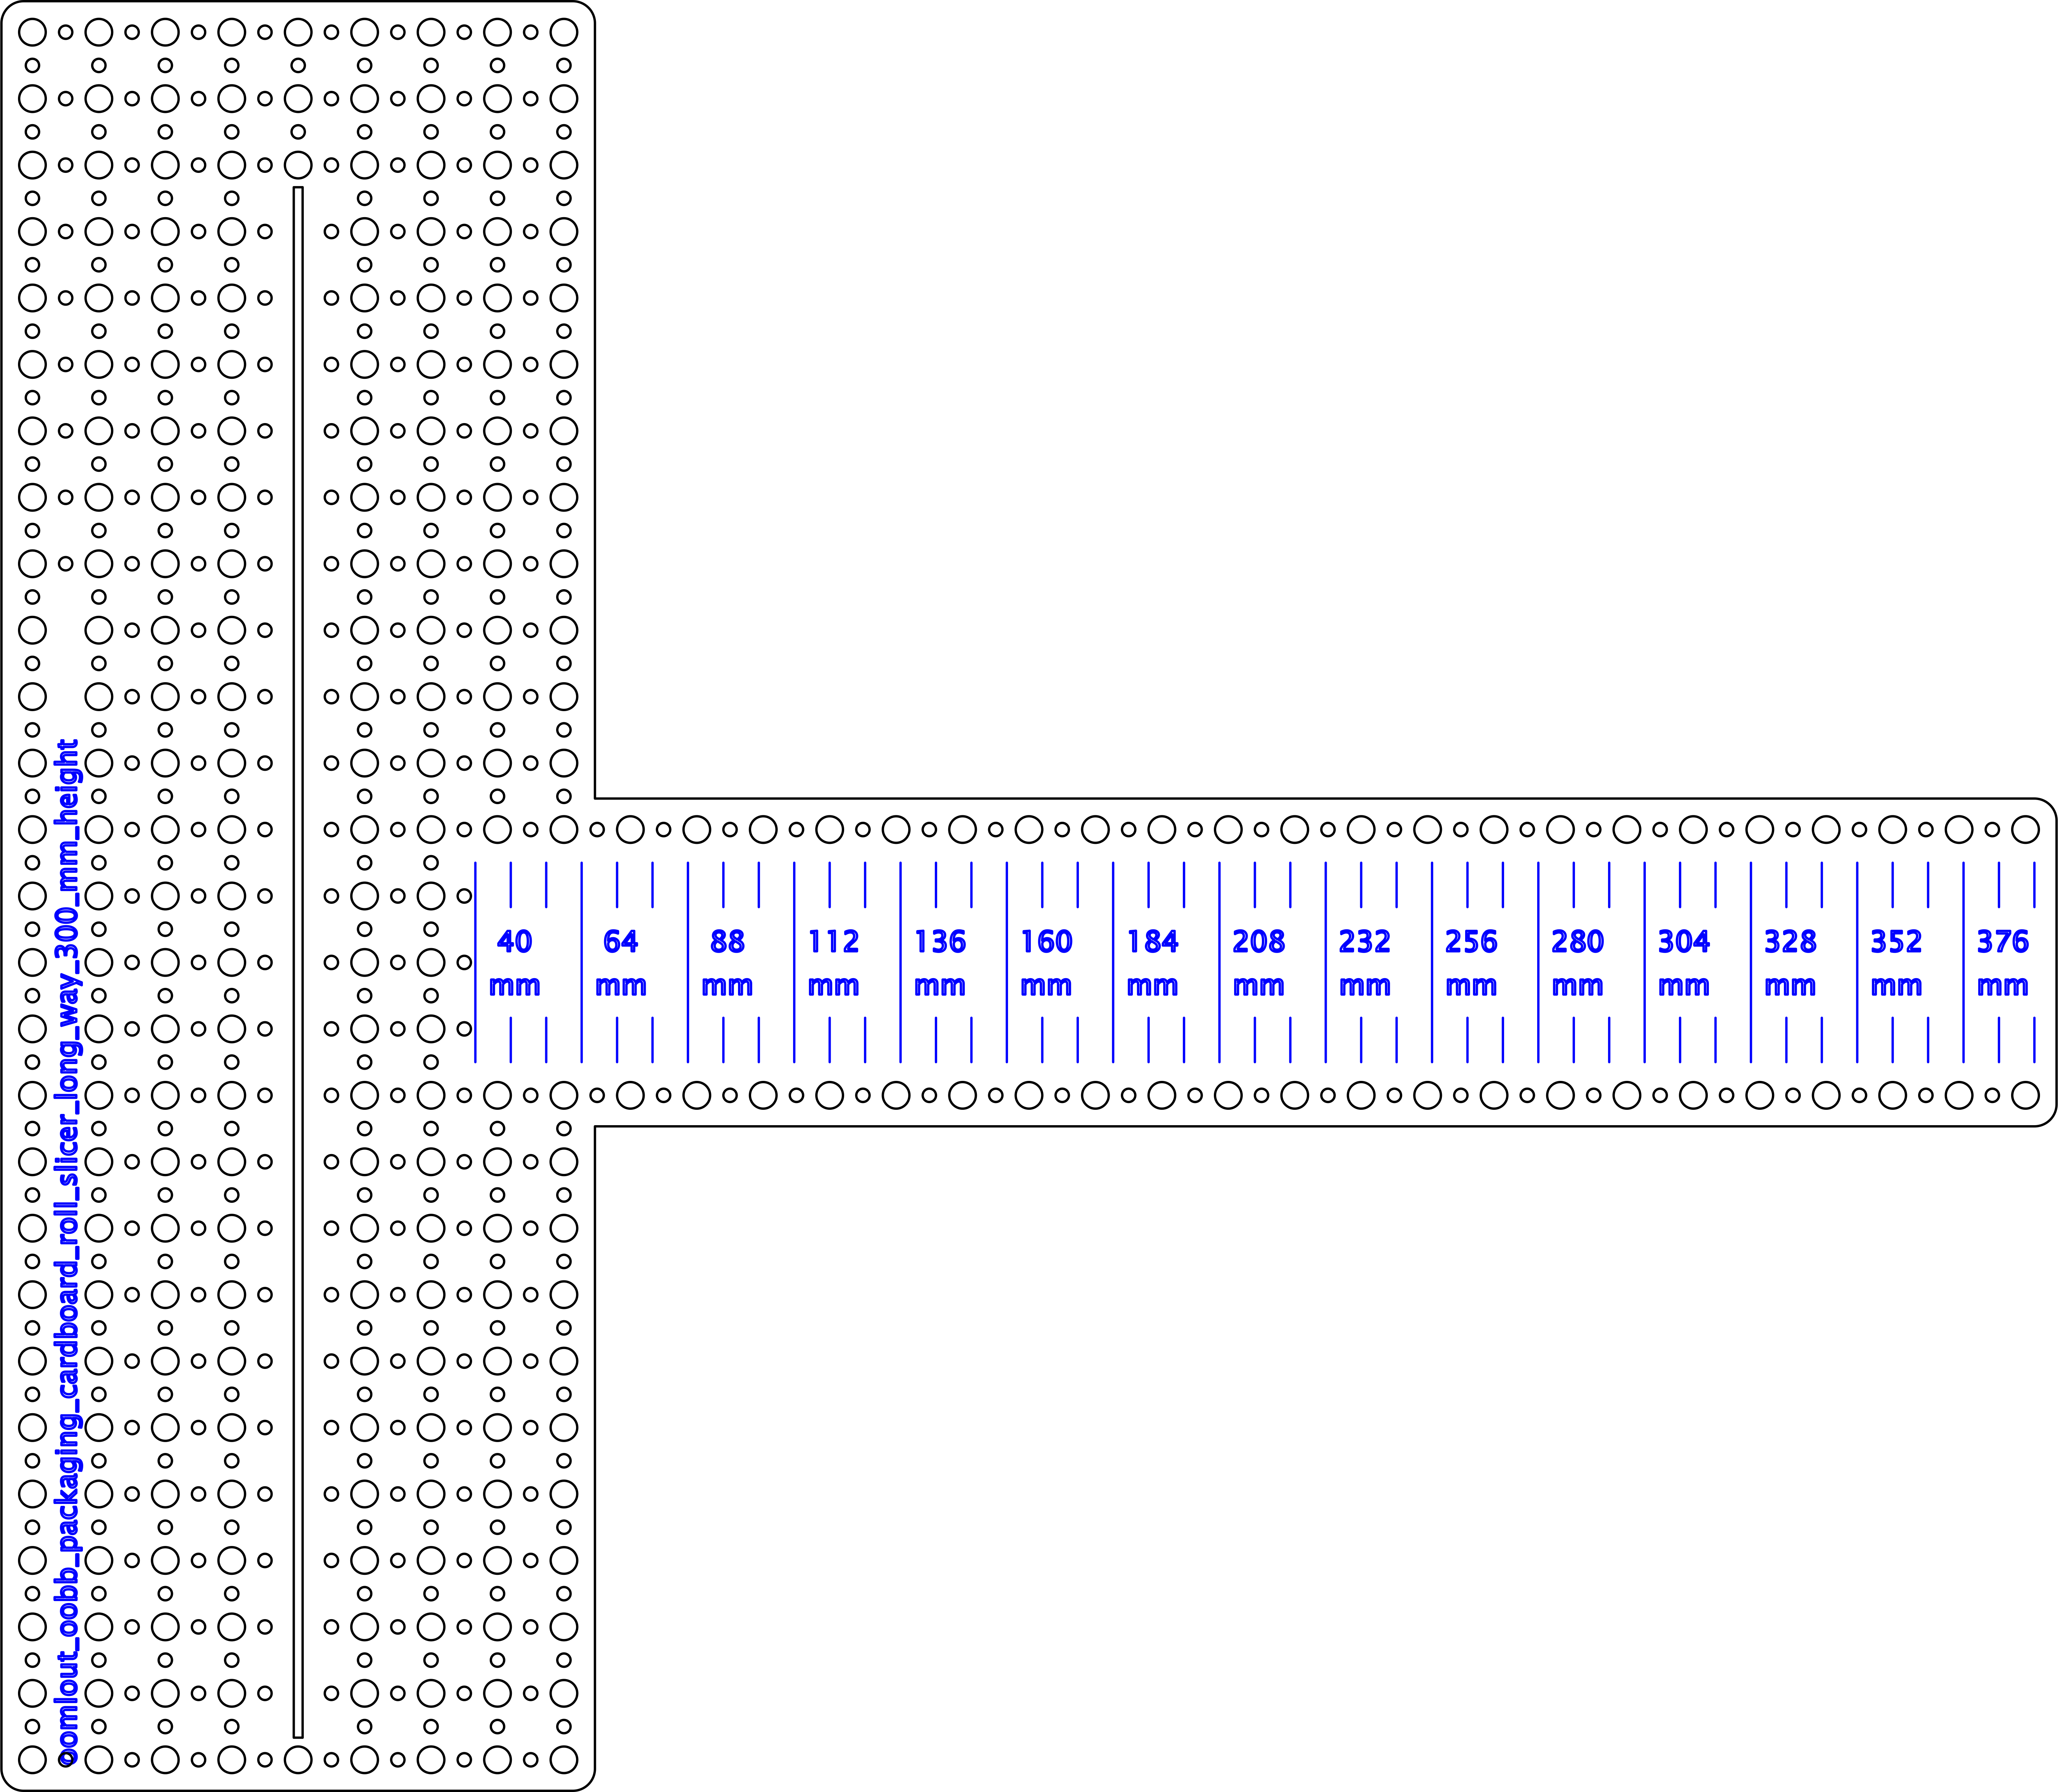 oomlout_oobb_packaging_cardboard_roll_slicer_long_way_300_mm_height
40 mm
64 mm
88 mm
112 mm
136 mm
160 mm
184 mm
208 mm
232 mm
256 mm
280 mm
304 mm
328 mm
352 mm
376 mm